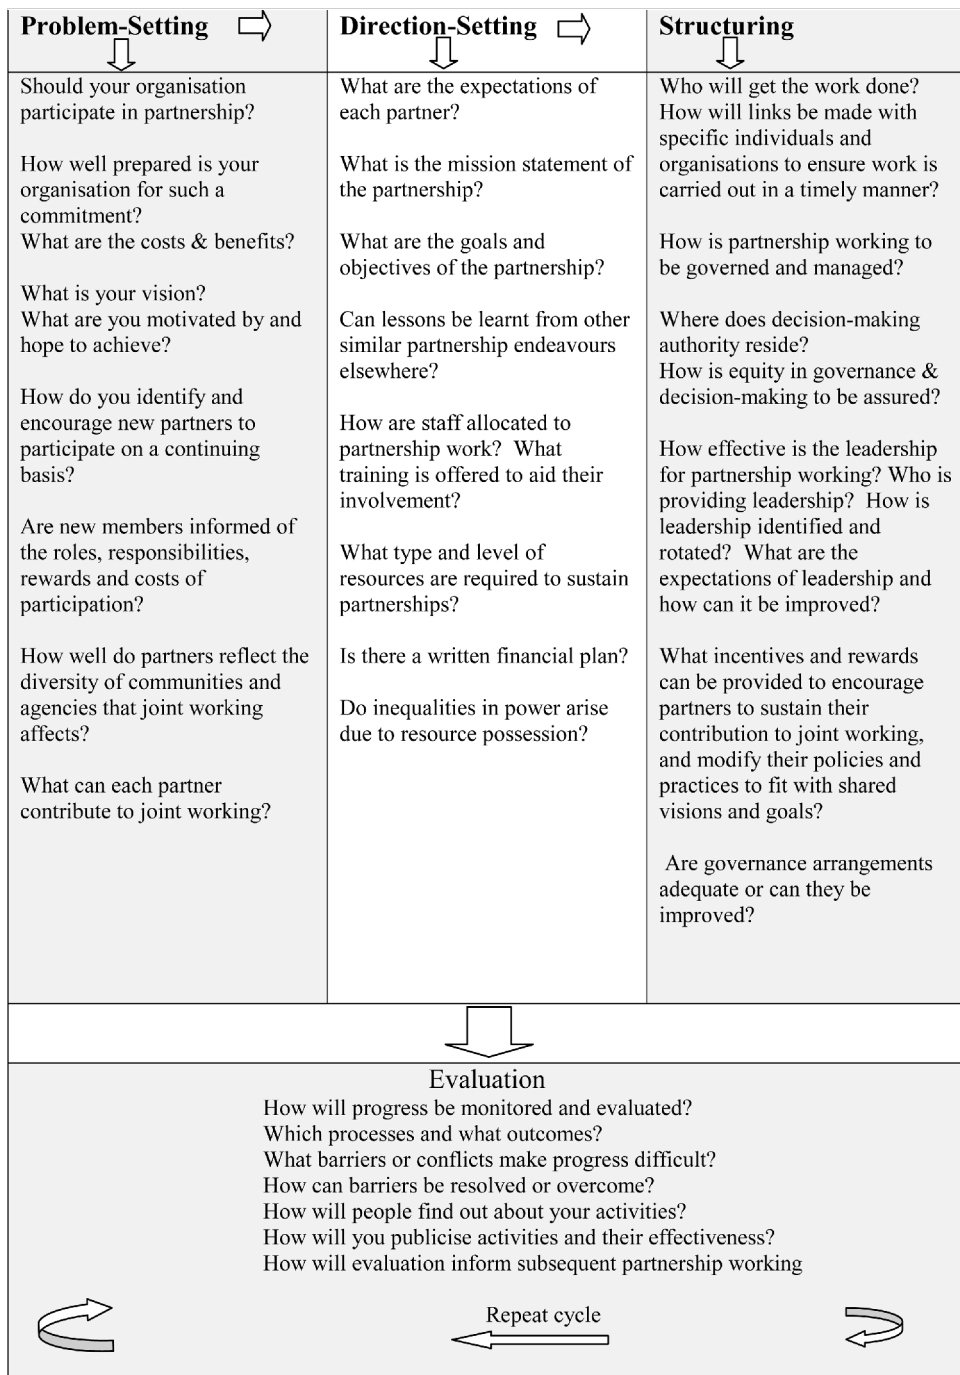 Problem-Setting
Direction-Setting
Structuring
Should your organisation
participate in partnership?
How well prepared is your
organisation for such a
commitment?
What are the costs & benefits?
What is your vision?
What are you motivated by and
hope to achieve?
How do you identify and
encourage new partners to
participate on a continuing
basis?
Are new members informed of
the roles, responsibilities,
rewards and costs of
participation?
How well do partners reflect the
diversity of communities and
agencies that joint working
affects?
What can each partner
contribute to joint working?
What are the expectations of
each partner?
What is the mission statement of
the partnership?
What are the goals and
objectives of the partnership?
Can lessons be learnt from other
similar partnership endeavours
elsewhere?
How are staff allocated to
partnership work?  What
training is offered to aid their
involvement?
What type and level of
resources are required to sustain
partnerships?
Is there a written financial plan?
Do inequalities in power arise
due to resource possession?
Who will get the work done?
How will links be made with
specific individuals and
organisations to ensure work is
carried out in a timely manner?
How is partnership working to
be governed and managed?
Where does decision-making
authority reside?
How is equity in governance &
decision-making to be assured?
How effective is the leadership
for partnership working? Who is
providing leadership?  How is
leadership identified and
rotated?  What are the
expectations of leadership and
how can it be improved?
What incentives and rewards
can be provided to encourage
partners to sustain their
contribution to joint working,
and modify their policies and
practices to fit with shared
visions and goals?
Are governance arrangements
adequate or can they be
improved?
Evaluation
How will progress be monitored and evaluated?
Which processes and what outcomes?
What barriers or conflicts make progress difficult?
How can barriers be resolved or overcome?
How will people find out about your activities?
How will you publicise activities and their effectiveness?
How will evaluation inform subsequent partnership working
Repeat cycle